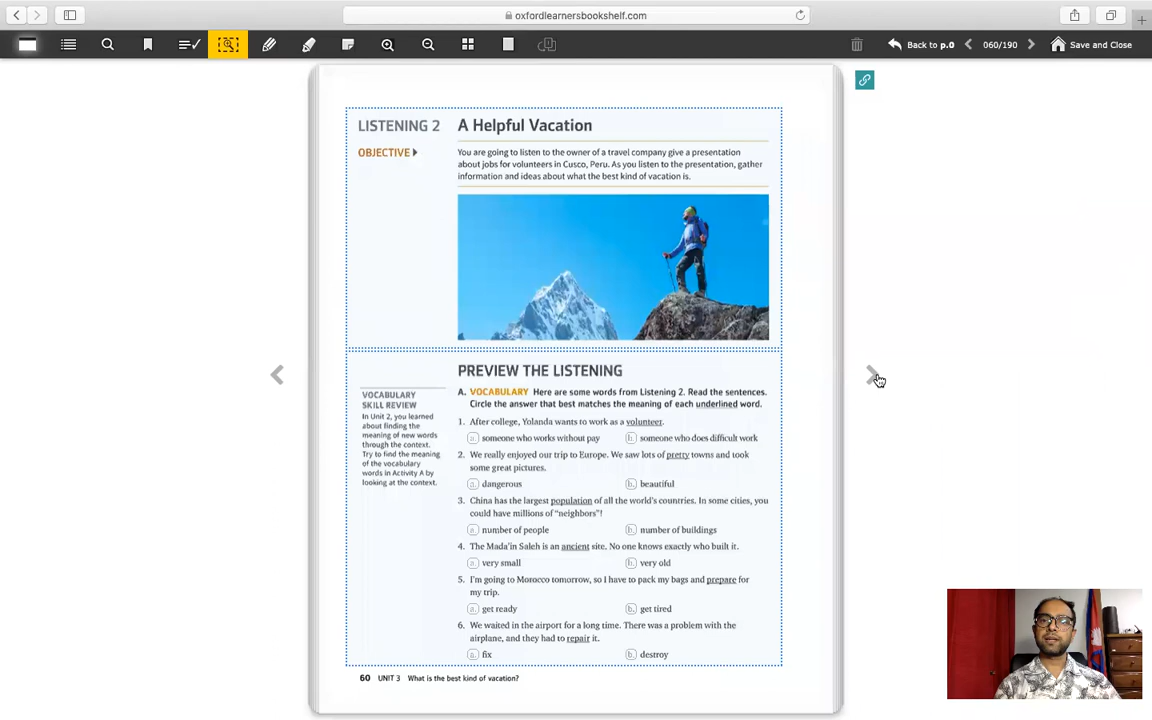 oxfordlearnersbookshelf.com
Back to p.0
060/190
Save and Close
LISTENING 2
A Helpful Vacation
OBJECTIVE
You are going to listen to the owner of a travel company give a presentation
about jobs for volunteers in Cusco, Peru. As you listen to the presentation, gather
information and ideas about what the best kind of vacation is.
PREVIEW THE LISTENING
VOCABULARY
SKILL REVIEW
In Unit 2, you learned
about finding the
meaning of new words
through the context.
Try to find the meaning
of the vocabulary
words in Activity A by
looking at the context.
A. VOCABULARY Here are some words from Listening 2. Read the sentences.
Circle the answer that best matches the meaning of each underlined word.
1. After college, Yolanda wants to work as a volunteer.
a. someone who works without pay b. someone who does difficult work
2. We really enjoyed our trip to Europe. We saw lots of pretty towns and took
some great pictures.
a. dangerous b. beautiful
3. China has the largest population of all the world's countries. In some cities, you
could have millions of "neighbors"!
a. number of people b. number of buildings
4. The Mada'in Saleh is an ancient site. No one knows exactly who built it.
a. very small b. very old
5. I'm going to Morocco tomorrow, so I have to pack my bags and prepare for
my trip.
a. get ready b. get tired
6. We waited in the airport for a long time. There was a problem with the
airplane, and they had to repair it.
a. fix b. destroy
60 UNIT 3 What is the best kind of vacation?